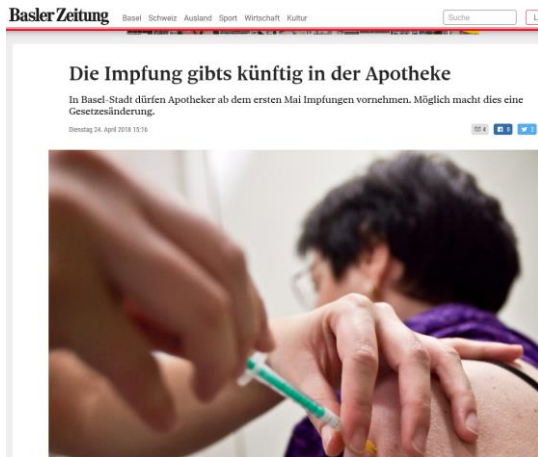 Basler Zeitung
Basel Schweiz Ausland Sport Wirtschaft Kultur
Suche
L
Die Impfung gibts künftig in der Apotheke
In Basel-Stadt dürfen Apotheker ab dem ersten Mai Impfungen vornehmen. Möglich macht dies eine
Gesetzesänderung.
Dienstag 24. April 2018 15:16
4